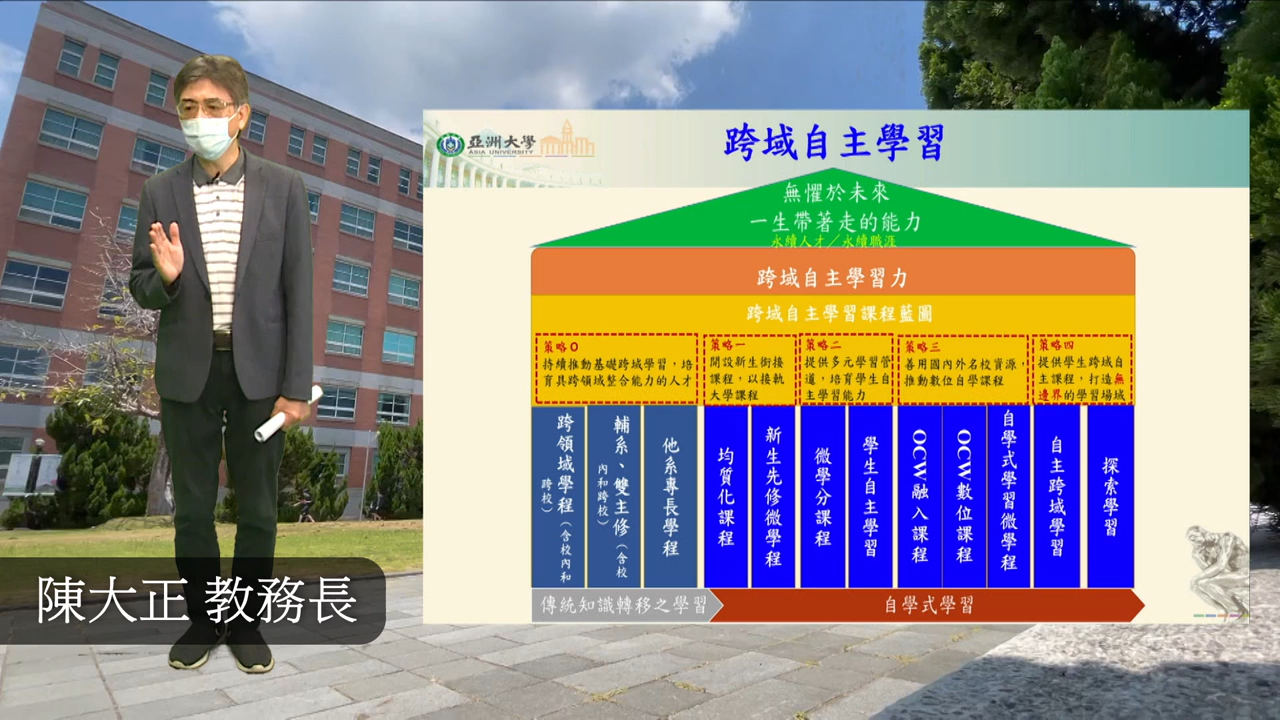 亞洲大學
ASIA UNIVERSITY
跨域自主學習
無懼於未來
一生帶著走的能力
永續人才／永續職涯
跨域自主學習力
跨域自主學習課程藍圖
策略０
持續推動基礎跨域學習，培
育具跨領域整合能力的人才
策略一
開設新生銜接
課程，以接軌
大學課程
策略二
提供多元學習管
道，培育學生自
主學習能力
策略三
善用國內外名校資源，
推動數位自學課程
策略四
提供學生跨域自
主課程，打造無
邊界的學習場域
跨領域學程（含校內和
跨校）
輔系、雙主修（含校
內和跨校）
他系專長學程
均質化課程
新生先修微學程
微學分課程
學生自主學習
OCW融入課程
OCW數位課程
自學式學習微學程
自主跨域學習
探索學習
傳統知識轉移之學習
自學式學習
陳大正 教務長